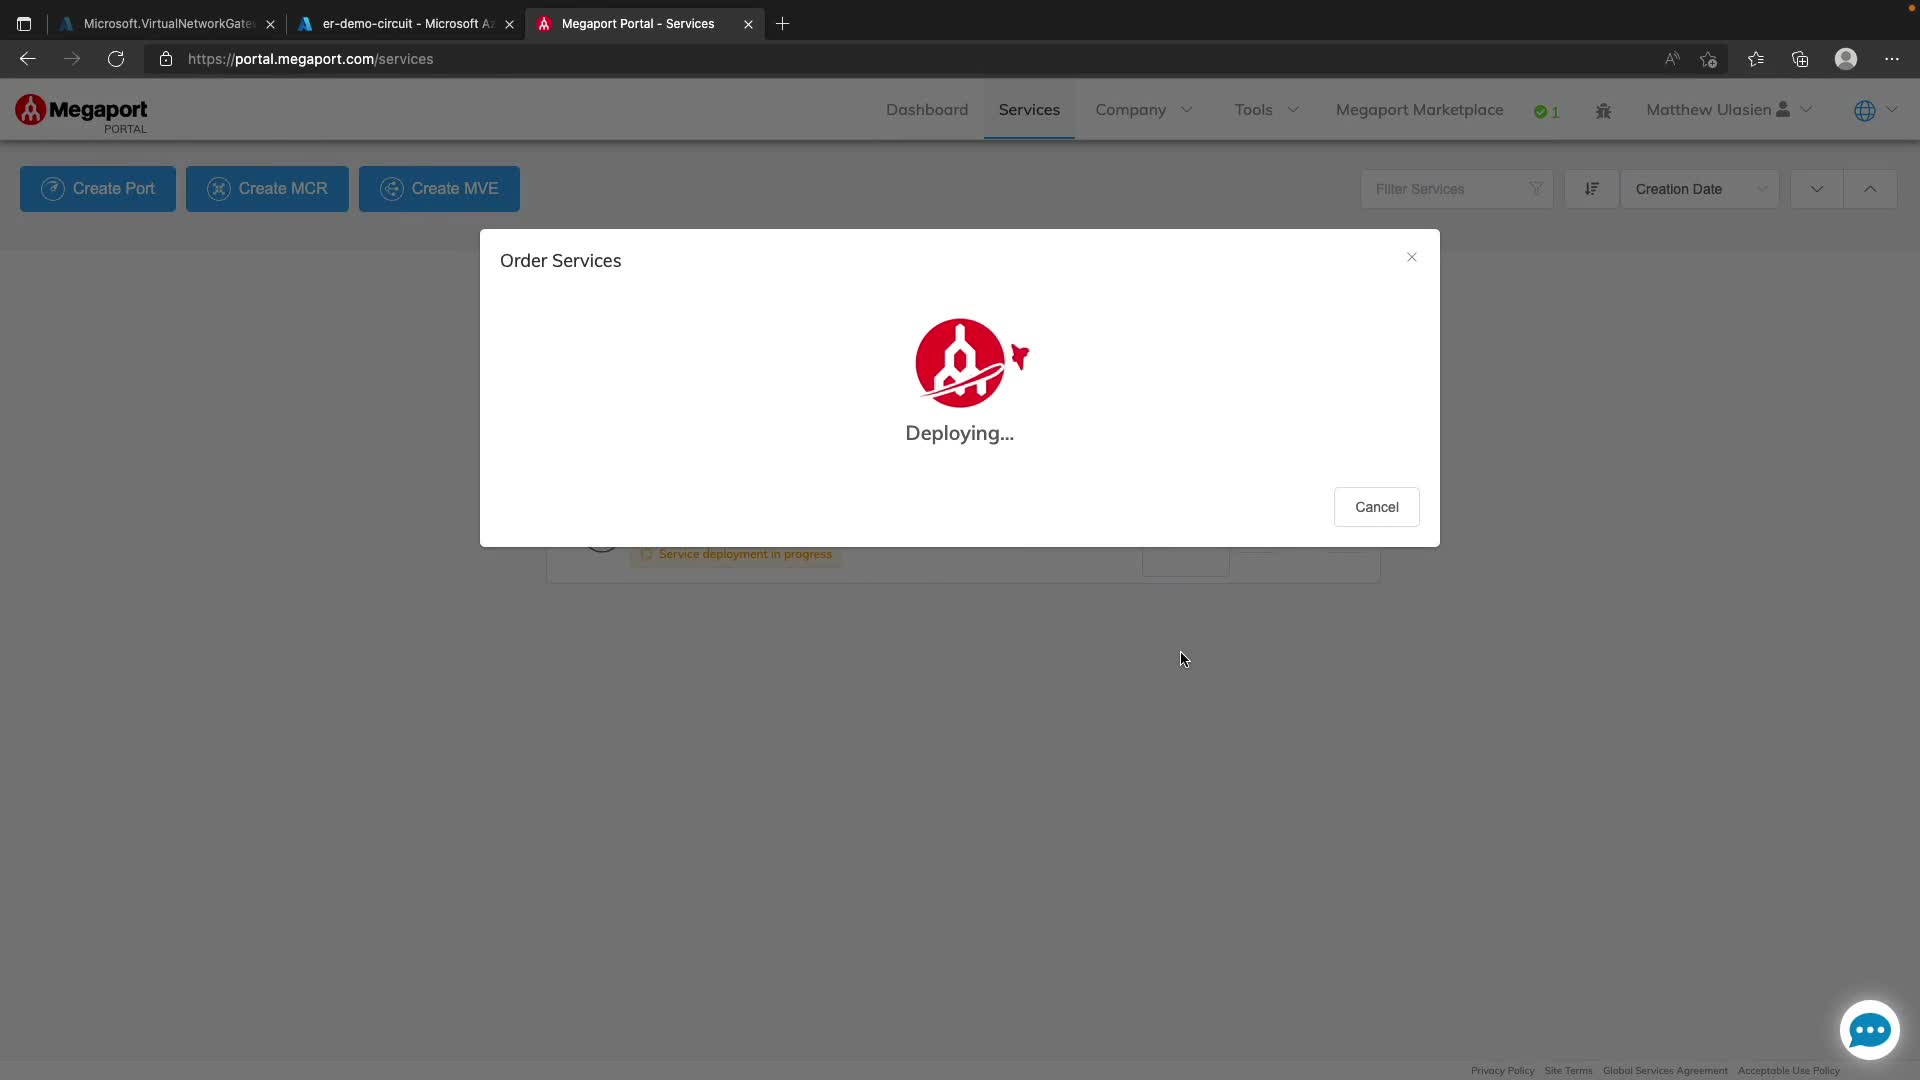 Microsoft.VirtualNetworkGate
er-demo-circuit - Microsoft Az
Megaport Portal - Services
https://portal.megaport.com/services
Megaport
PORTAL
Dashboard
Services
Company
Tools
Megaport Marketplace
1
Matthew Ulasien
Create Port
Create MCR
Create MVE
Filter Services
Creation Date
Order Services
Deploying...
Cancel
Service deployment in progress
Privacy Policy Site Terms Global Services Agreement Acceptable Use Policy